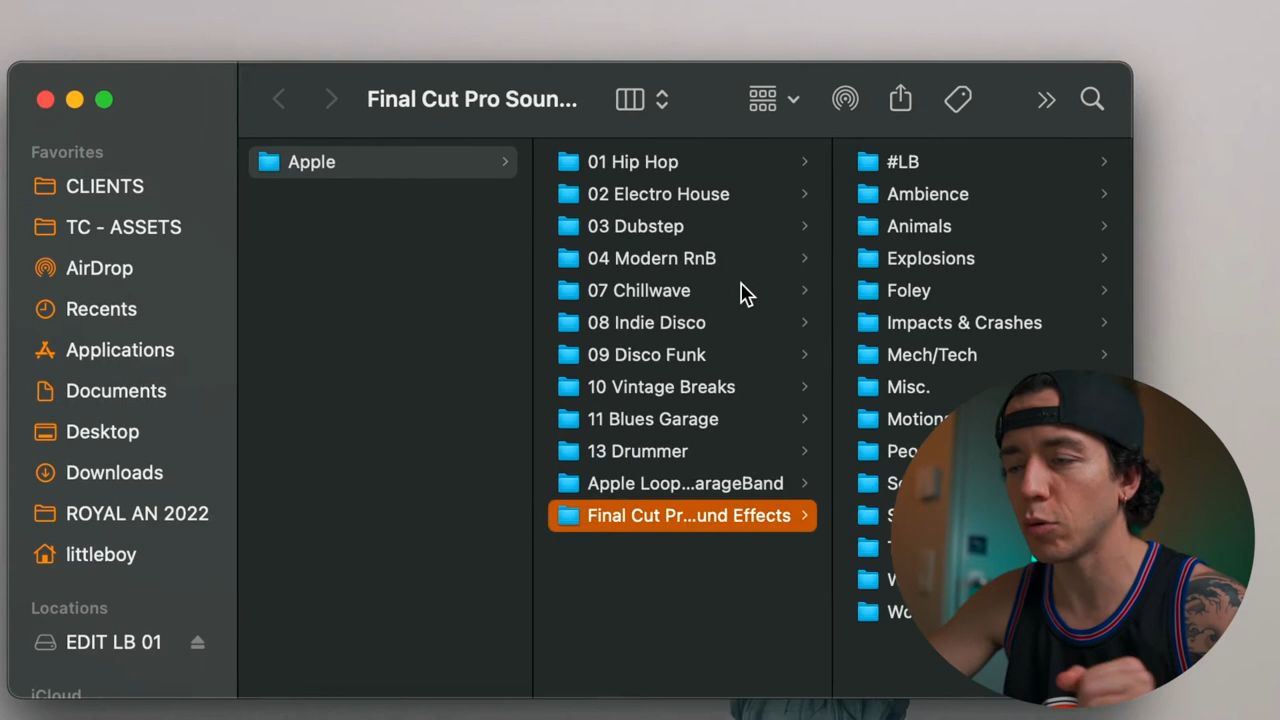 Final Cut Pro Soun...
Favorites
CLIENTS
TC - ASSETS
AirDrop
Recents
Applications
Documents
Desktop
Downloads
ROYAL AN 2022
littleboy
Locations
EDIT LB 01
iCloud
Apple
01 Hip Hop
02 Electro House
03 Dubstep
04 Modern RnB
07 Chillwave
08 Indie Disco
09 Disco Funk
10 Vintage Breaks
11 Blues Garage
13 Drummer
Apple Loop...arageBand
Final Cut Pr...und Effects
#LB
Ambience
Animals
Explosions
Foley
Impacts & Crashes
Mech/Tech
Misc.